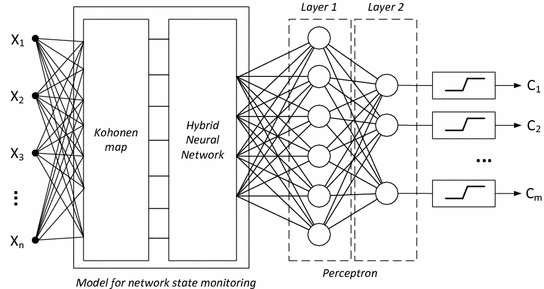 Layer 1
Layer 2
X1
X2
X3
...
Xn
Kohonen
map
Hybrid
Neural
Network
C1
C2
...
Cm
Perceptron
Model for network state monitoring